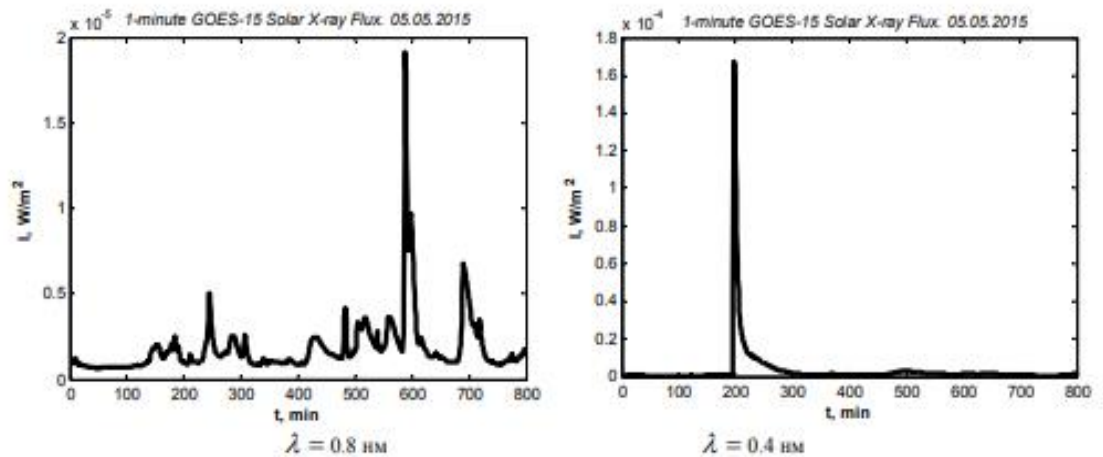 x 10⁻⁵ 1-minute GOES-15 Solar X-ray Flux. 05.05.2015
2
1.5
1
0.5
0
I, W/m²
0 100 200 300 400 500 600 700 800
t, min
λ = 0.8 нм
x 10⁻⁴ 1-minute GOES-15 Solar X-ray Flux. 05.05.2015
1.8
1.6
1.4
1.2
1
0.8
0.6
0.4
0.2
0
I, W/m²
0 100 200 300 400 500 600 700 800
t, min
λ = 0.4 нм